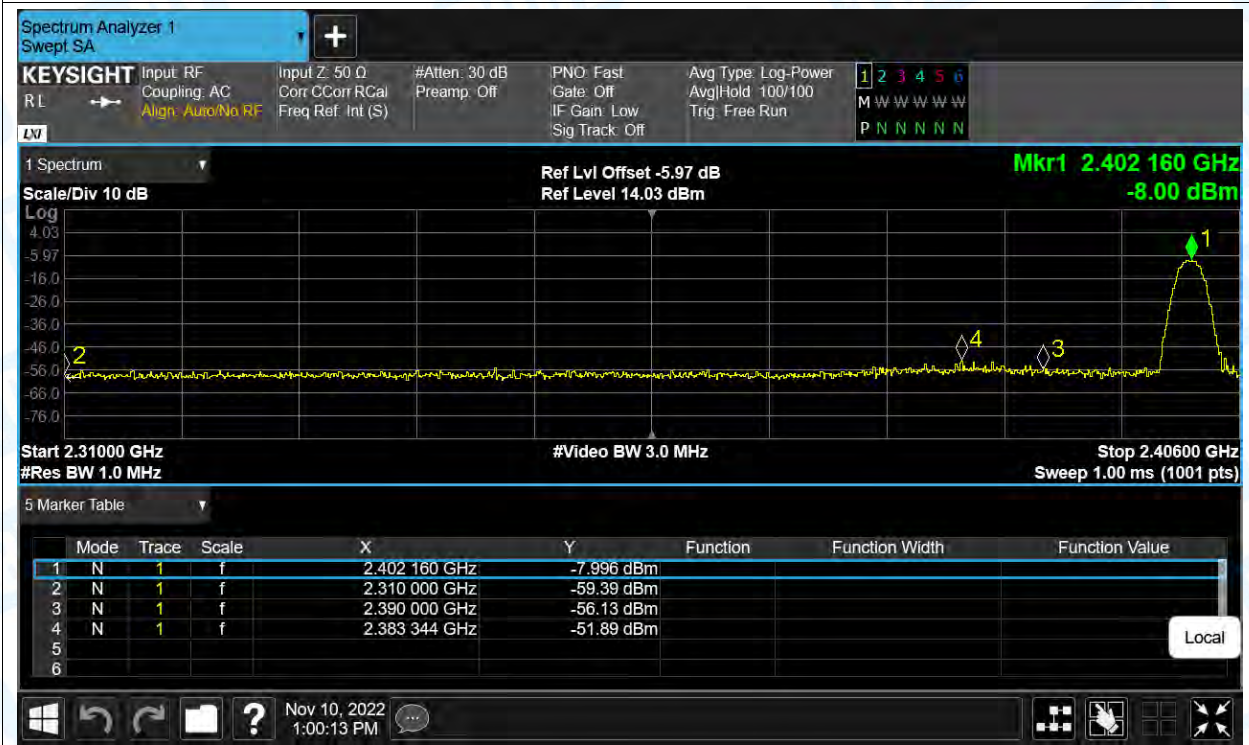 Spectrum Analyzer 1
Swept SA
KEYSIGHT Input: RF Input Z: 50 Ω #Atten: 30 dB PNO: Fast Avg Type: Log-Power 1 2 3 4 5 6
RL Coupling: AC Corr CCorr RCal Preamp: Off Gate: Off Avg|Hold: 100/100 M W W W W W
Align: Auto/No RF Freq Ref: Int (S) IF Gain: Low Trig: Free Run
LXI Sig Track: Off P N N N N N
1 Spectrum Ref Lvl Offset -5.97 dB Mkr1 2.402 160 GHz
Scale/Div 10 dB Ref Level 14.03 dBm -8.00 dBm
Log
4.03
1
-5.97
-16.0
-26.0
-36.0
-46.0
2 4 3
-56.0
-66.0
-76.0
Start 2.31000 GHz #Video BW 3.0 MHz Stop 2.40600 GHz
#Res BW 1.0 MHz Sweep 1.00 ms (1001 pts)
5 Marker Table
Mode Trace Scale X Y Function Function Width Function Value
1 N 1 f 2.402 160 GHz -7.996 dBm
2 N 1 f 2.310 000 GHz -59.39 dBm
3 N 1 f 2.390 000 GHz -56.13 dBm
4 N 1 f 2.383 344 GHz -51.89 dBm
5
6
Local
? Nov 10, 2022
1:00:13 PM